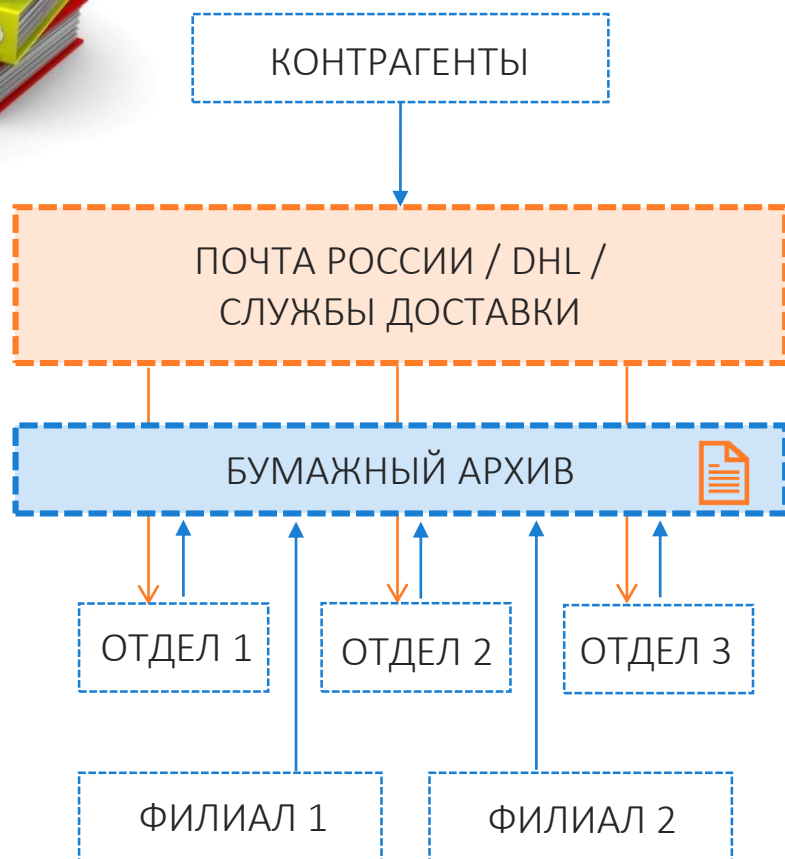 КОНТРАГЕНТЫ
ПОЧТА РОССИИ / DHL /
СЛУЖБЫ ДОСТАВКИ
БУМАЖНЫЙ АРХИВ
ОТДЕЛ 1
ОТДЕЛ 2
ОТДЕЛ 3
ФИЛИАЛ 1
ФИЛИАЛ 2